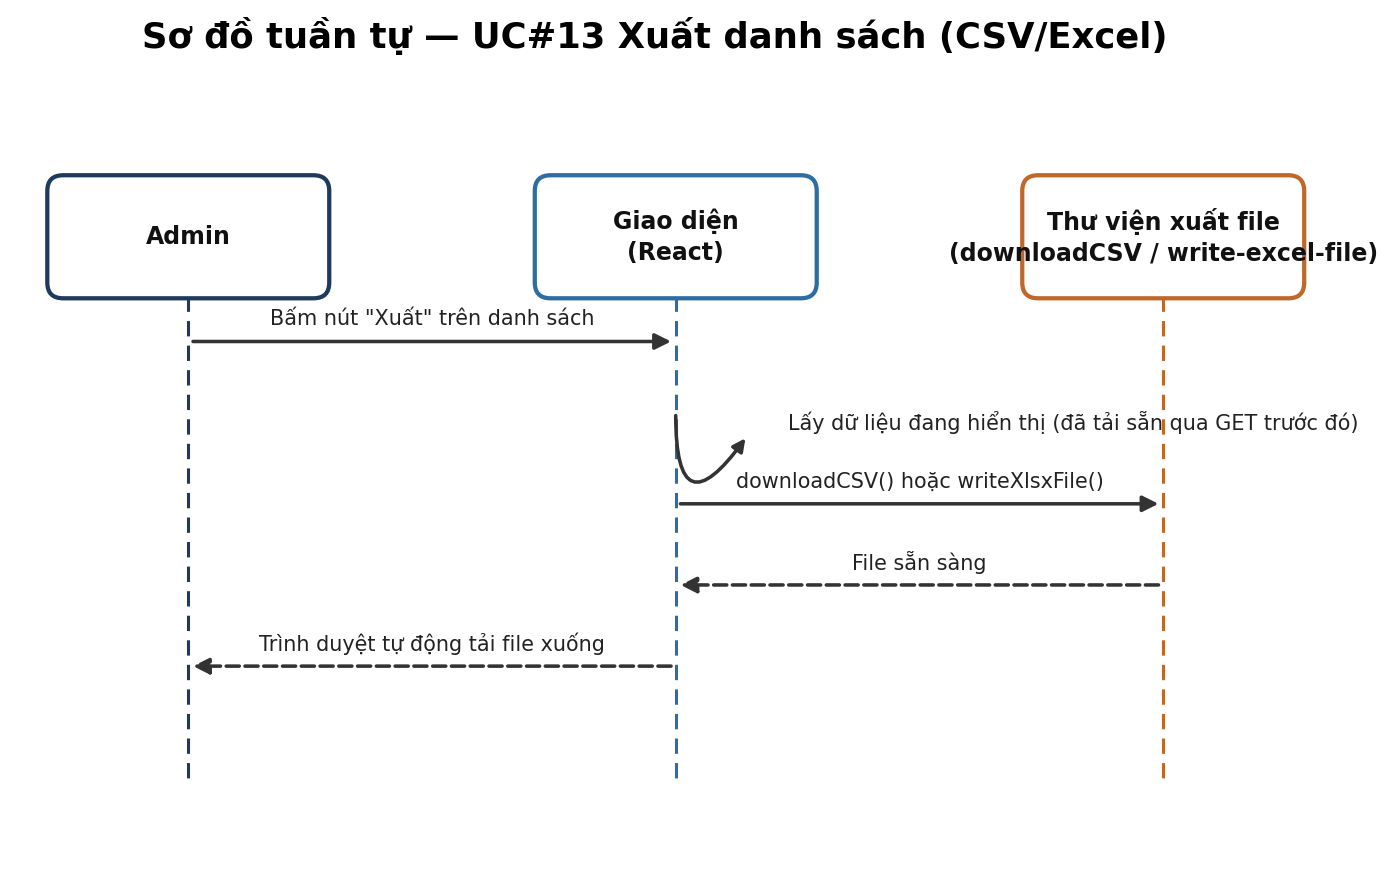 Sơ đồ tuần tự — UC#13 Xuất danh sách (CSV/Excel)
Admin
Giao diện
(React)
Thư viện xuất file
(downloadCSV / write-excel-file)
Bấm nút "Xuất" trên danh sách
Lấy dữ liệu đang hiển thị (đã tải sẵn qua GET trước đó)
downloadCSV() hoặc writeXlsxFile()
File sẵn sàng
Trình duyệt tự động tải file xuống